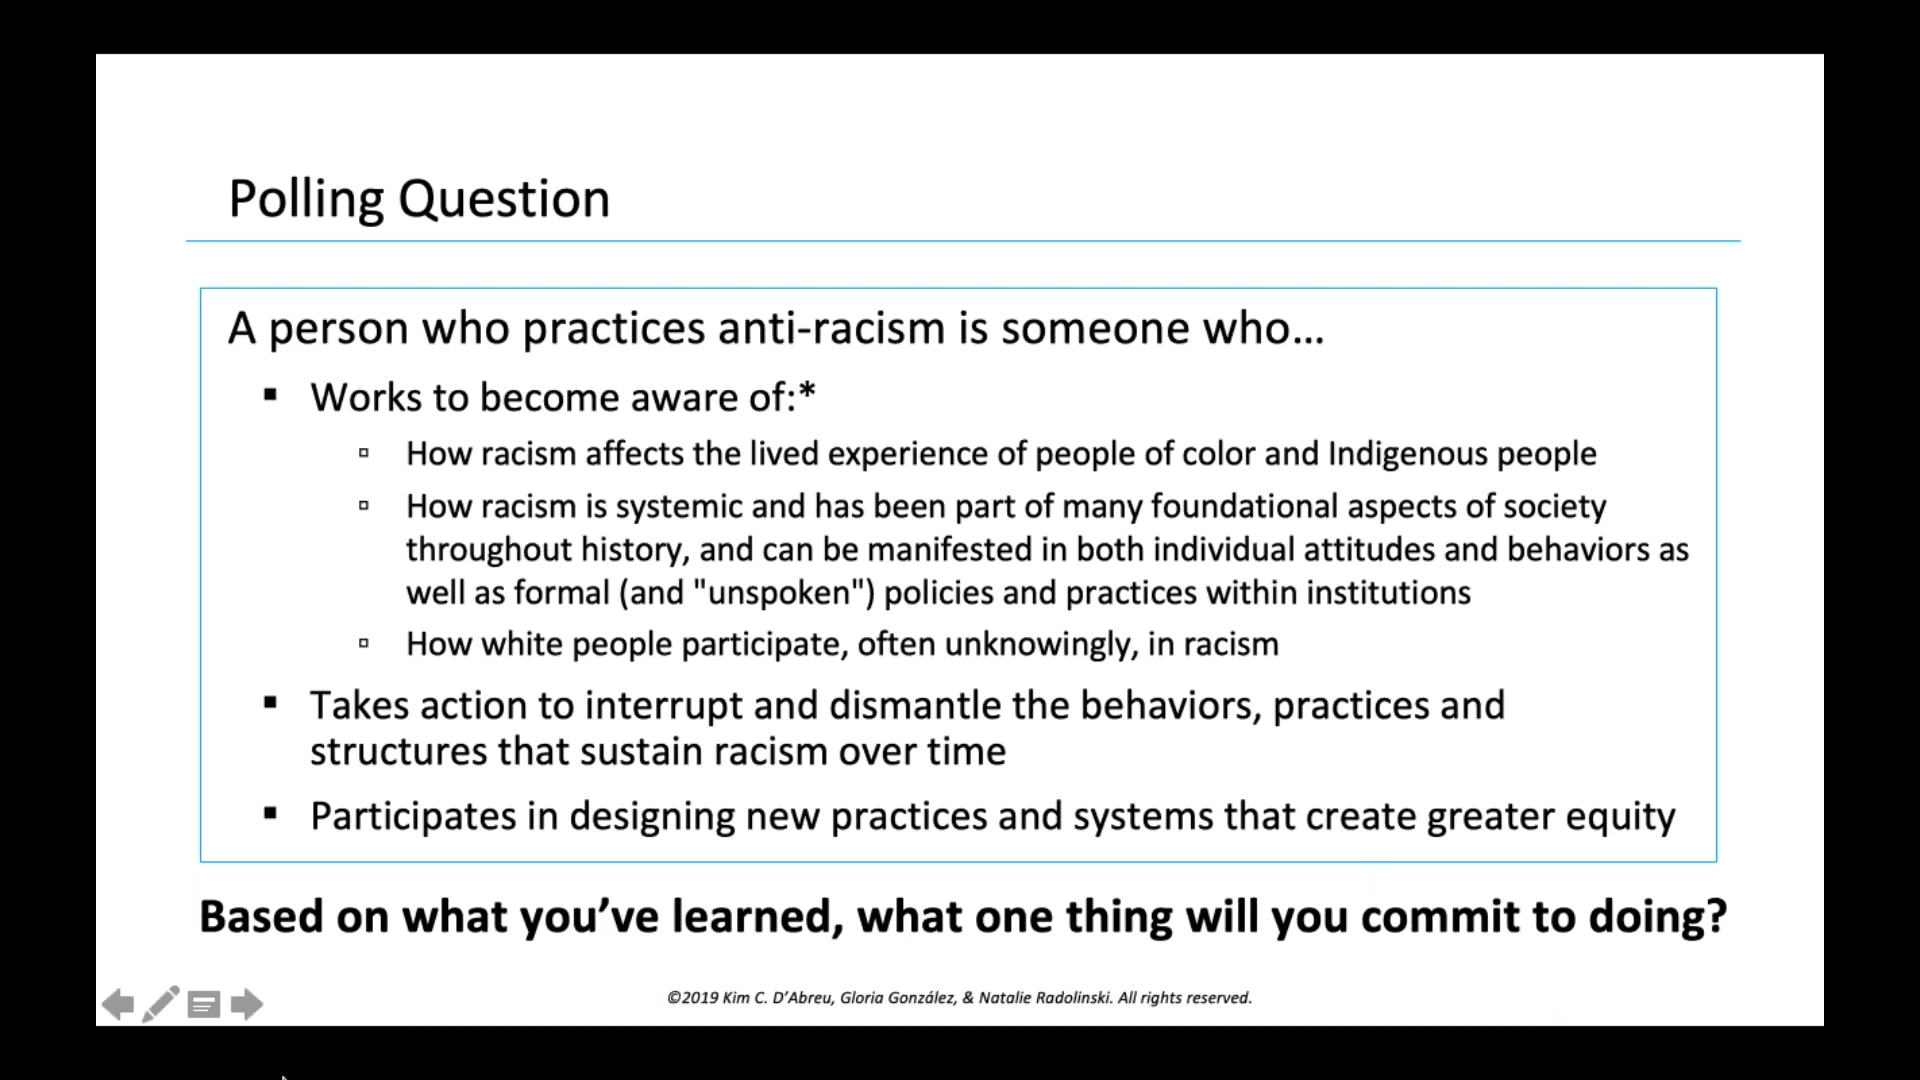 Polling Question
A person who practices anti-racism is someone who...
▪ Works to become aware of:*
▫ How racism affects the lived experience of people of color and Indigenous people
▫ How racism is systemic and has been part of many foundational aspects of society
throughout history, and can be manifested in both individual attitudes and behaviors as
well as formal (and "unspoken") policies and practices within institutions
▫ How white people participate, often unknowingly, in racism
▪ Takes action to interrupt and dismantle the behaviors, practices and
structures that sustain racism over time
▪ Participates in designing new practices and systems that create greater equity
Based on what you’ve learned, what one thing will you commit to doing?
©2019 Kim C. D’Abreu, Gloria González, & Natalie Radolinski. All rights reserved.